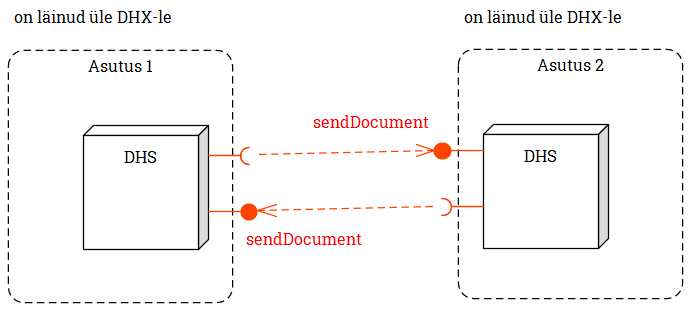 on läinud üle DHX-le
on läinud üle DHX-le
Asutus 1
Asutus 2
sendDocument
DHS
DHS
sendDocument